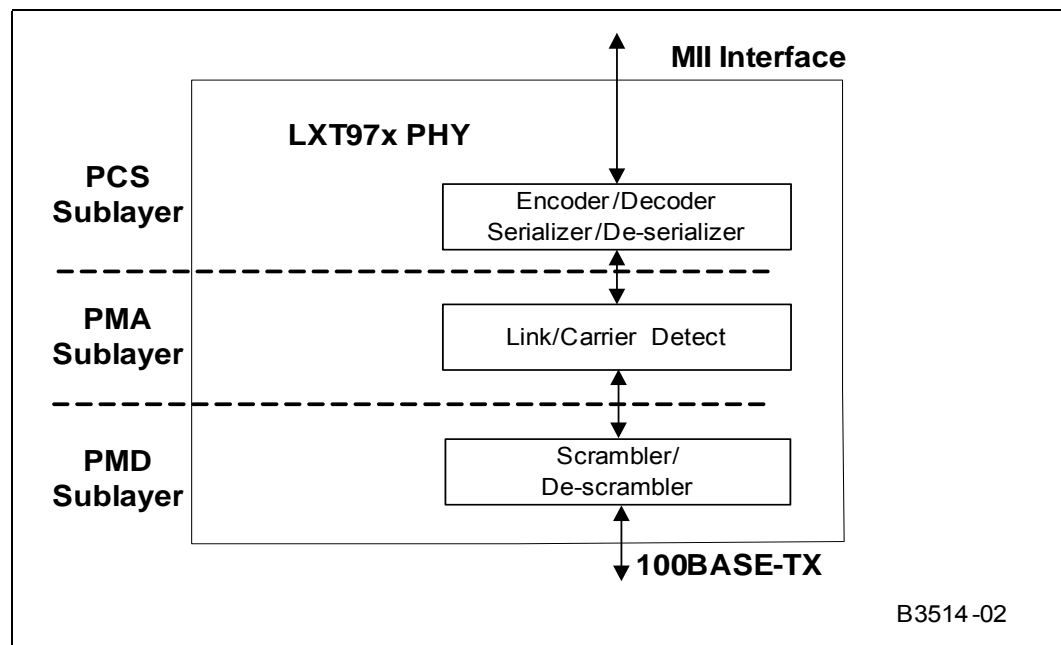 MII Interface
LXT97x PHY
PCS
Sublayer
Encoder/Decoder
Serializer/De-serializer
PMA
Sublayer
Link/Carrier Detect
PMD
Sublayer
Scrambler/
De-scrambler
100BASE-TX
B3514-02